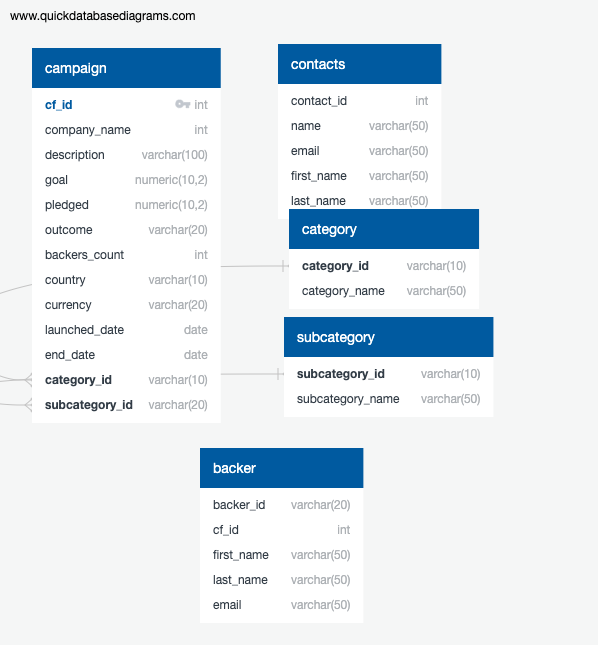 www.quickdatabasediagrams.com
campaign
cf_id int
company_name int
description varchar(100)
goal numeric(10,2)
pledged numeric(10,2)
outcome varchar(20)
backers_count int
country varchar(10)
currency varchar(20)
launched_date date
end_date date
category_id varchar(10)
subcategory_id varchar(20)
contacts
contact_id int
name varchar(50)
email varchar(50)
first_name varchar(50)
last_name varchar(50)
category
category_id varchar(10)
category_name varchar(50)
subcategory
subcategory_id varchar(10)
subcategory_name varchar(50)
backer
backer_id varchar(20)
cf_id int
first_name varchar(50)
last_name varchar(50)
email varchar(50)